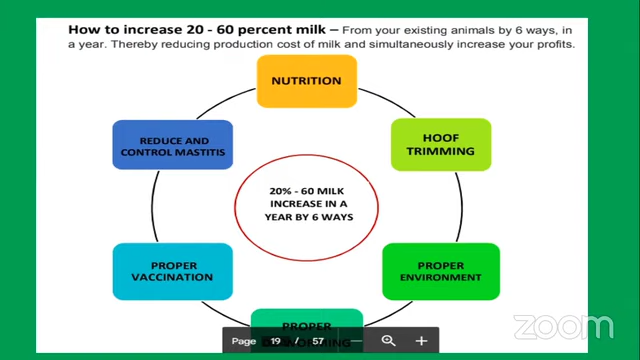 How to increase 20 - 60 percent milk – From your existing animals by 6 ways, in
a year. Thereby reducing production cost of milk and simultaneously increase your profits.
NUTRITION
HOOF
TRIMMING
REDUCE AND
CONTROL MASTITIS
20% - 60 MILK
INCREASE IN A
YEAR BY 6 WAYS
PROPER
VACCINATION
PROPER
ENVIRONMENT
PROPER
Page 19 / 57
zoom